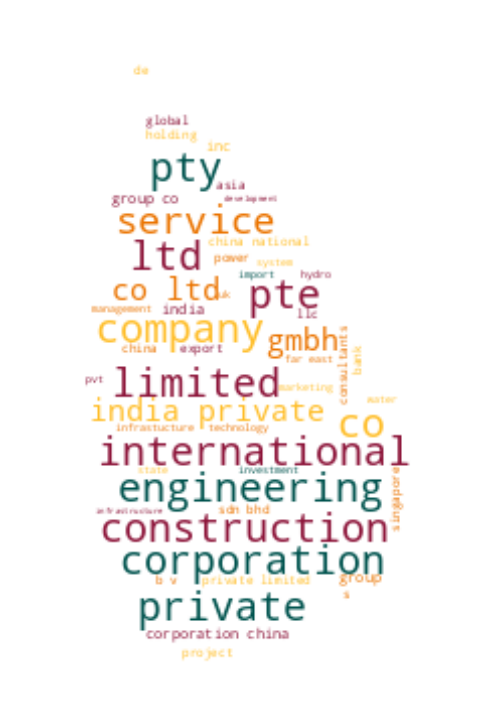 de
global
holding
inc
pty
asia
group co
development
service
china national
ltd
power
system
import
hydro
co ltd
uk
pte
management
india
llc
company
gmbh
consultants
china
export
bank
far east
pvt
limited
marketing
water
india private
co
infrastucture
technology
international
state
investment
engineering
singapore
infrastructure
sdn bhd
construction
corporation
b v
private limited
group
s
private
corporation china
project